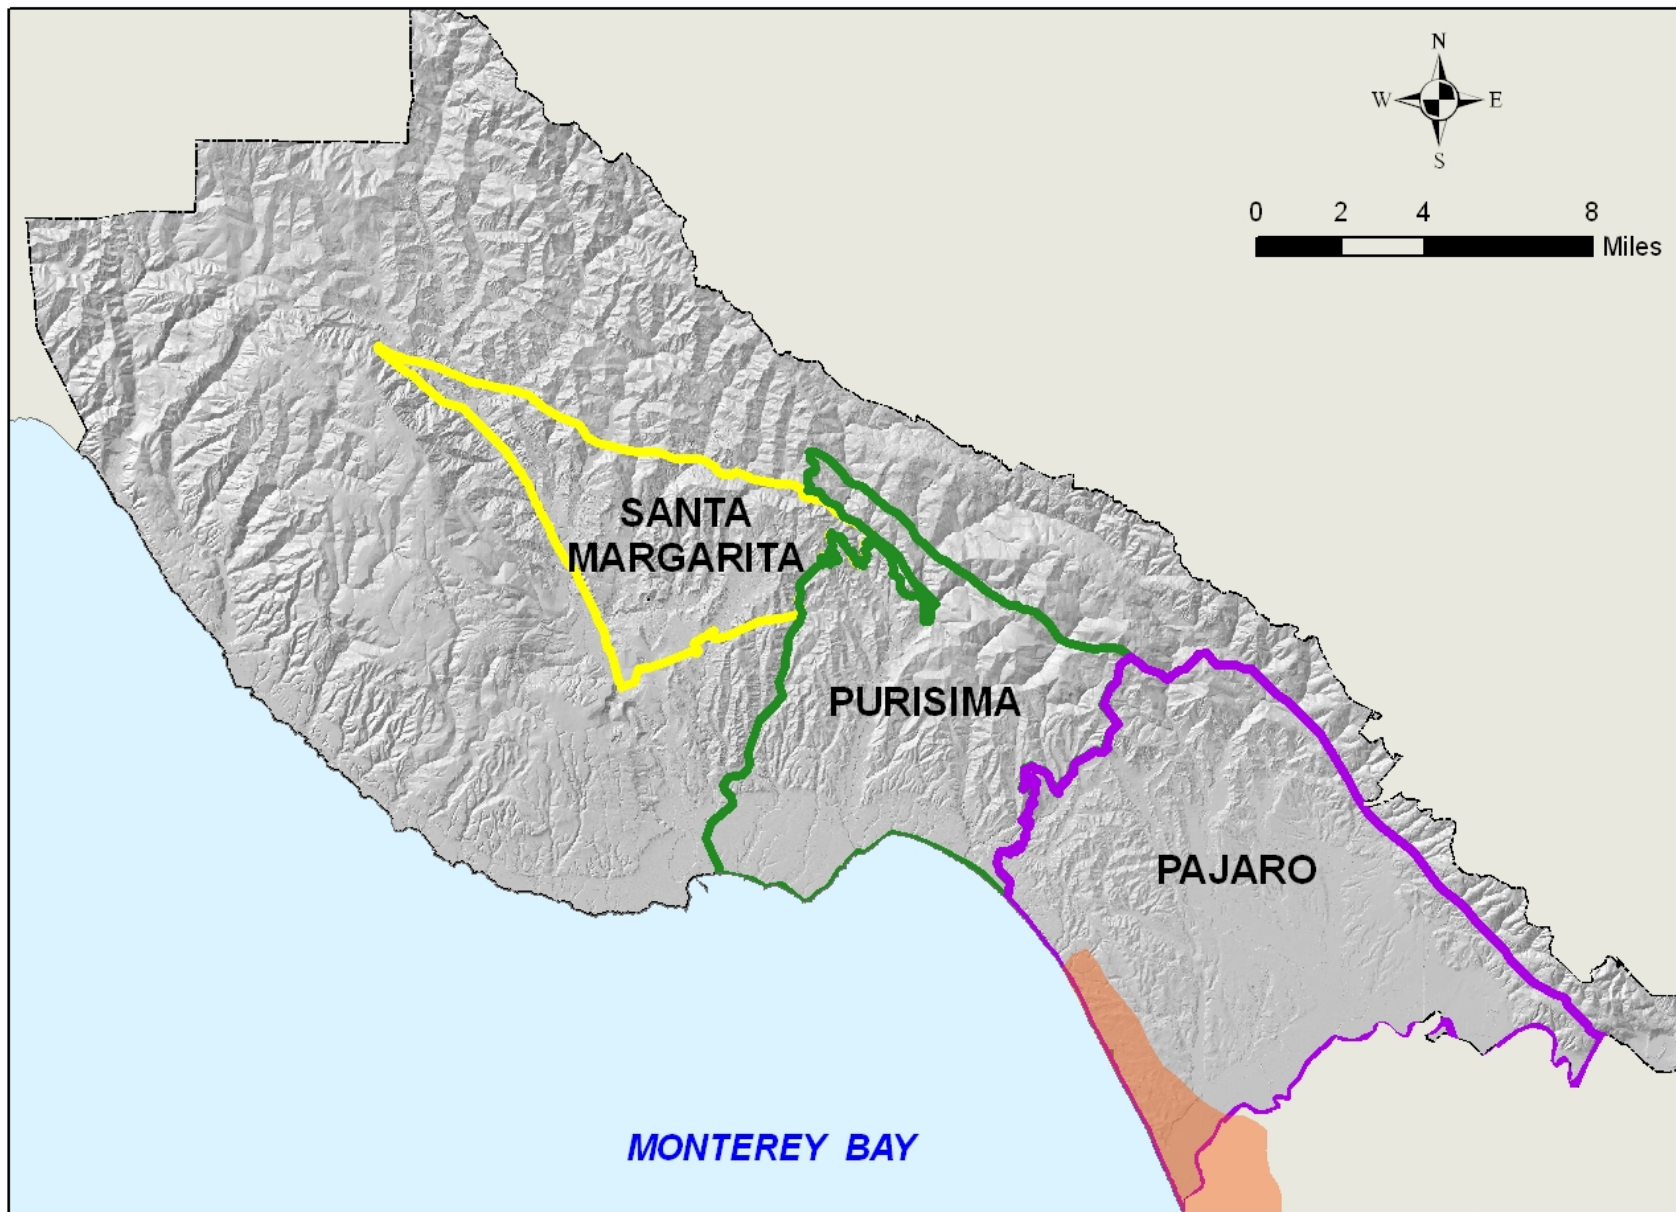 N
W E
S
0 2 4 8
Miles
SANTA
MARGARITA
PURISIMA
PAJARO
MONTEREY BAY